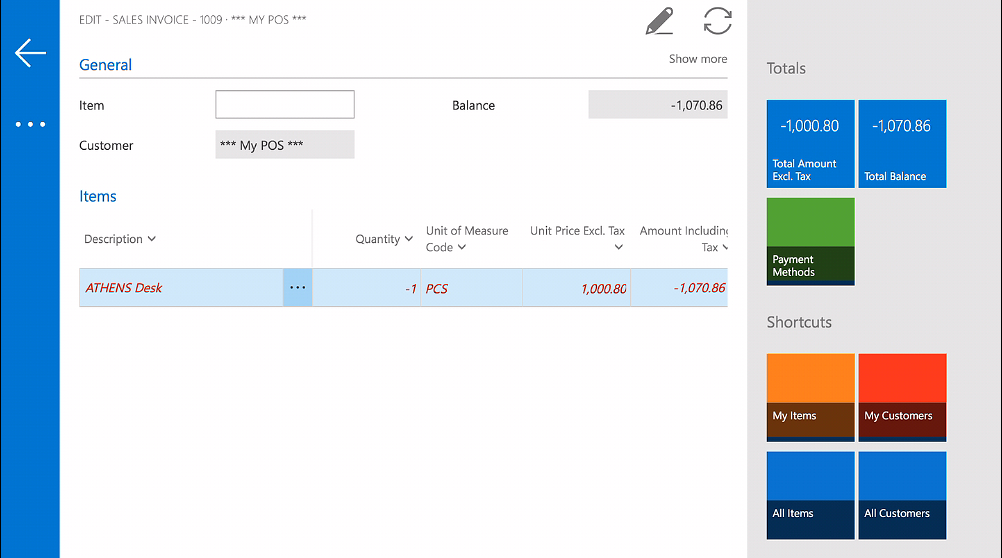 EDIT - SALES INVOICE - 1009 · *** My POS ***
General
Show more
Item
Balance
-1,070.86
Customer
*** My POS ***
Items
Description
Quantity
Unit of Measure
Code
Unit Price Excl. Tax
Amount Including
Tax
ATHENS Desk
-1
PCS
1,000.80
-1,070.86
Totals
-1,000.80
Total Amount
Excl. Tax
-1,070.86
Total Balance
Payment
Methods
Shortcuts
My Items
My Customers
All Items
All Customers